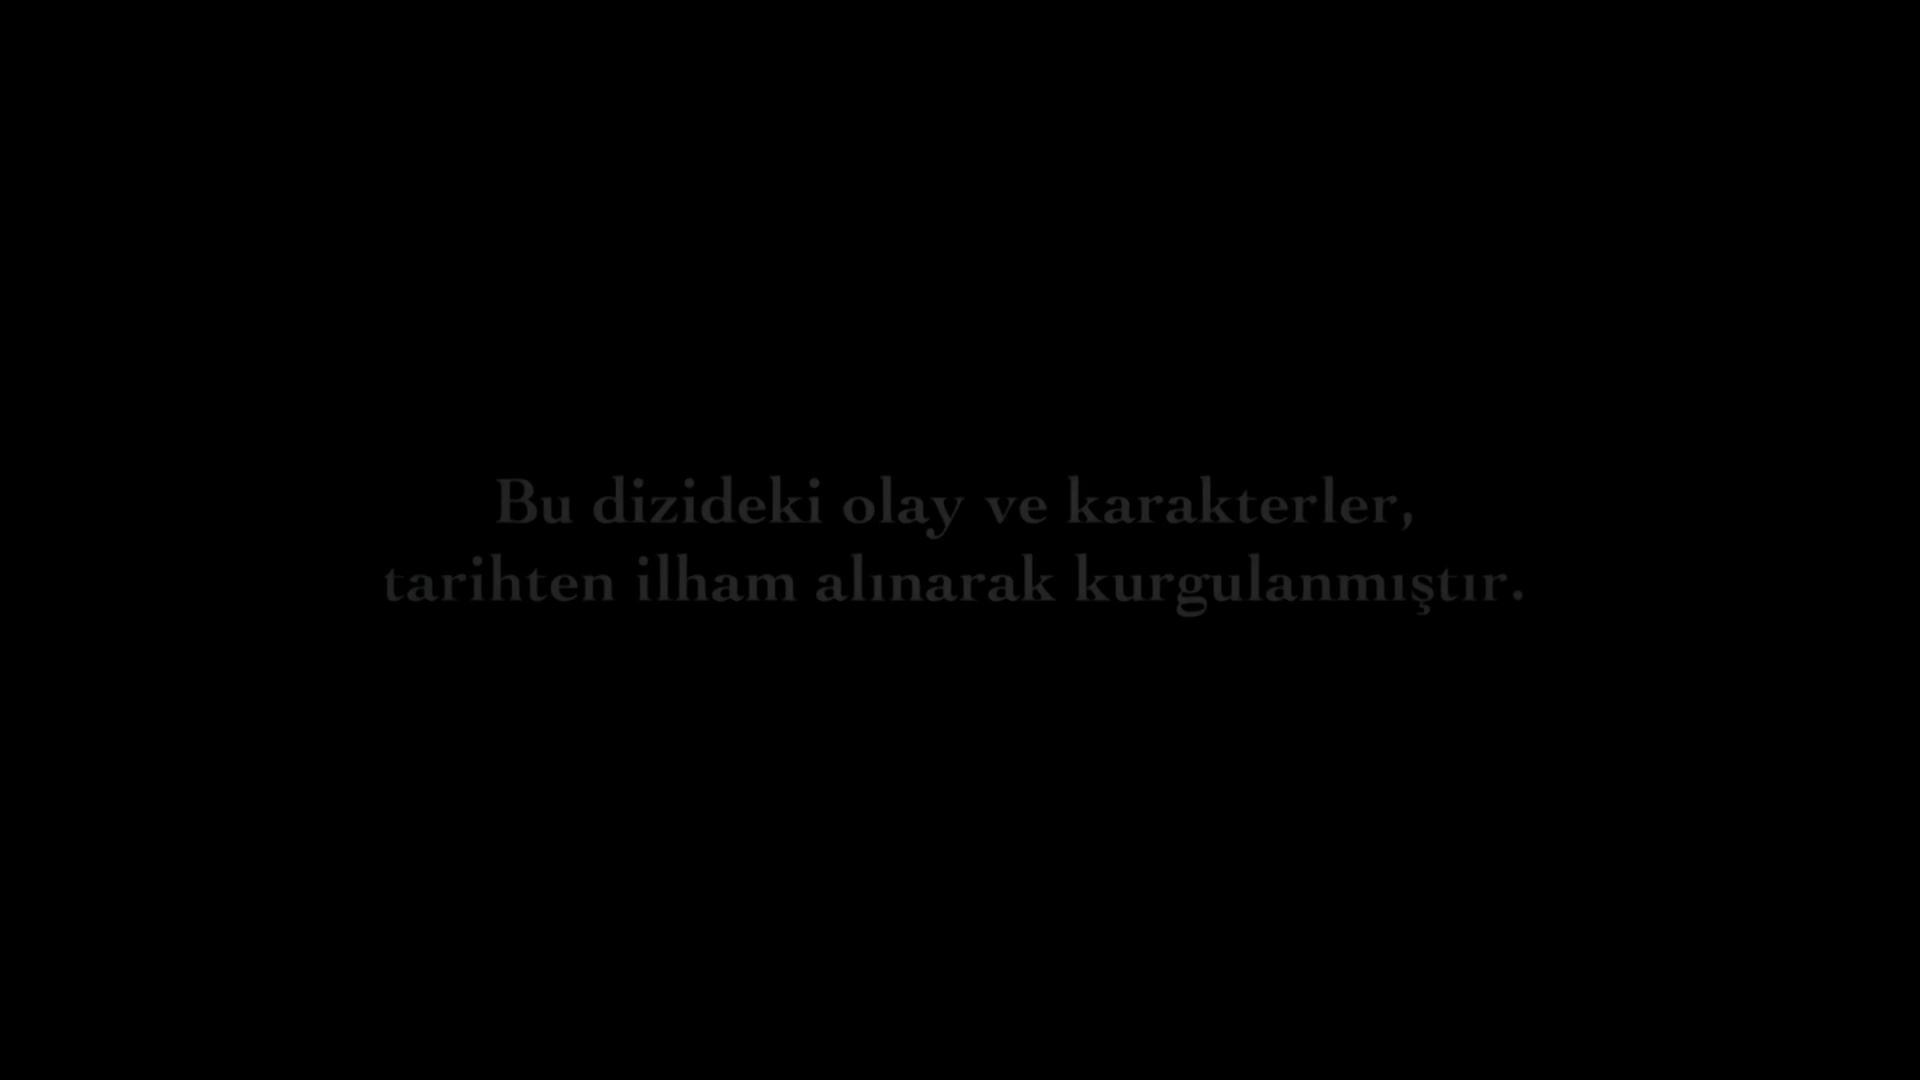 Bu dizideki olay ve karakterler,
tarihten ilham alınarak kurgulanmıştır.